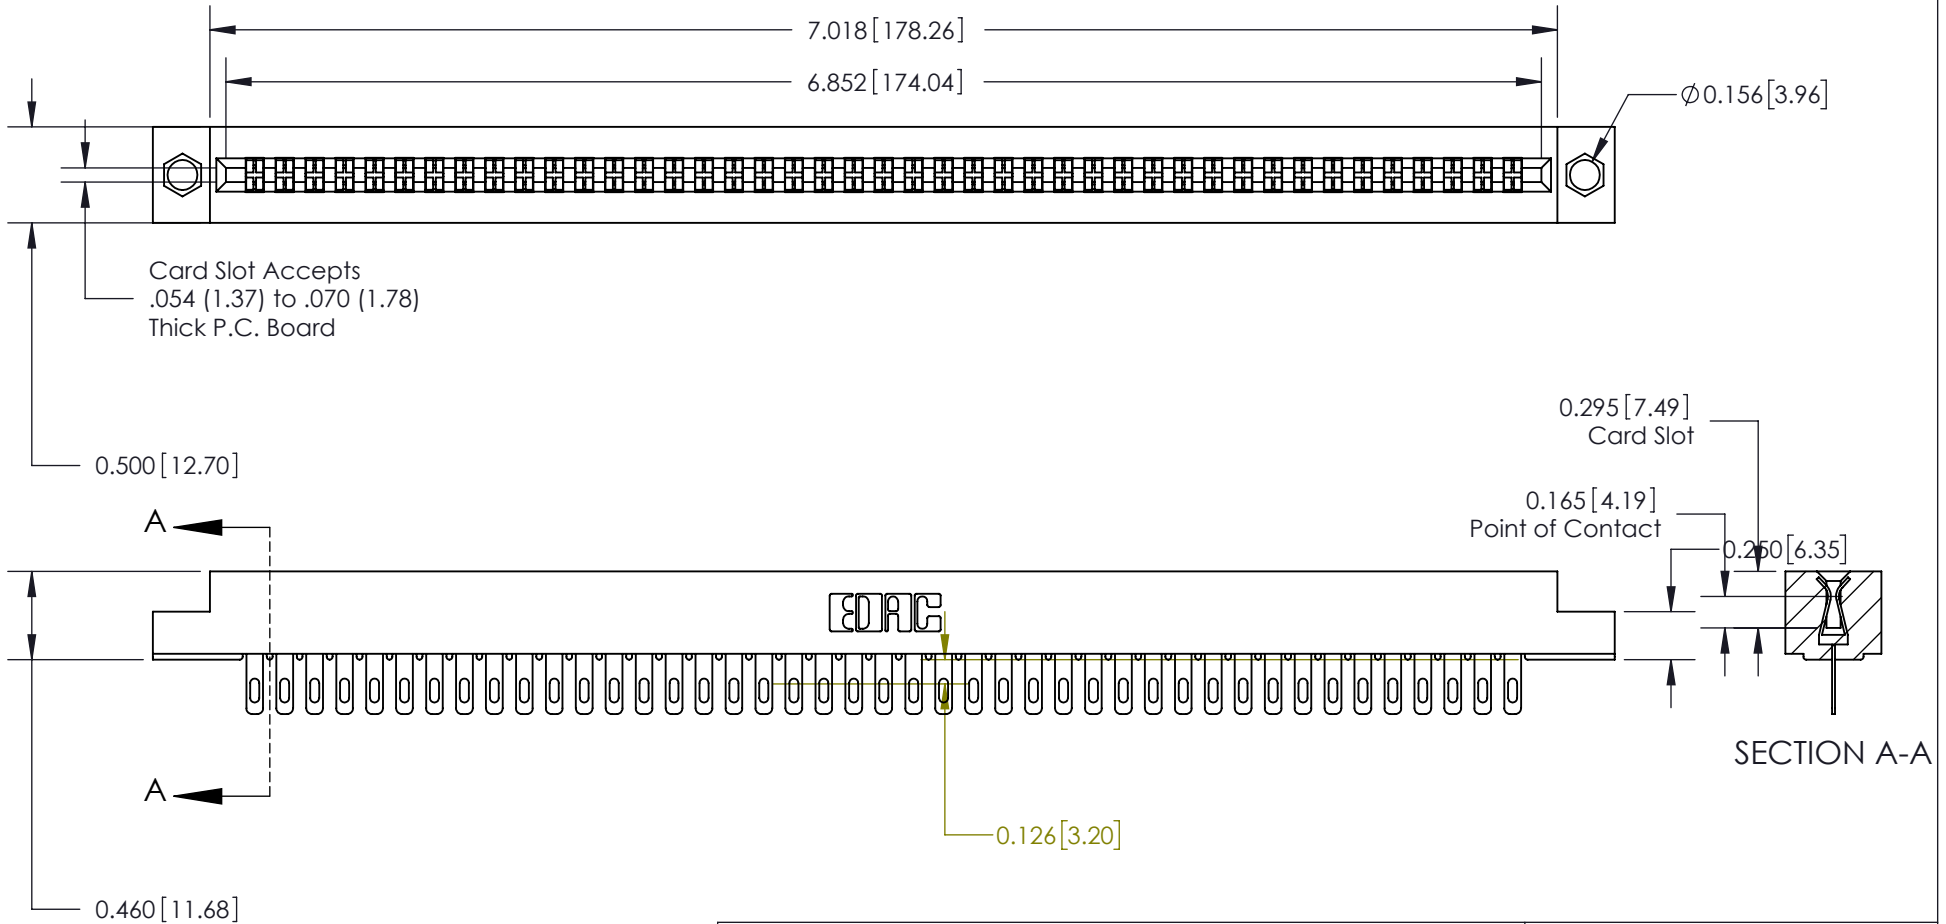 7.018[178.26]
6.852[174.04]
Ø0.156[3.96]
Card Slot Accepts
.054 (1.37) to .070 (1.78)
Thick P.C. Board
0.295[7.49]
Card Slot
0.500[12.70]
0.165[4.19]
Point of Contact
A
0.250[6.35]
EDAC
SECTION A-A
A
0.126[3.20]
0.460[11.68]